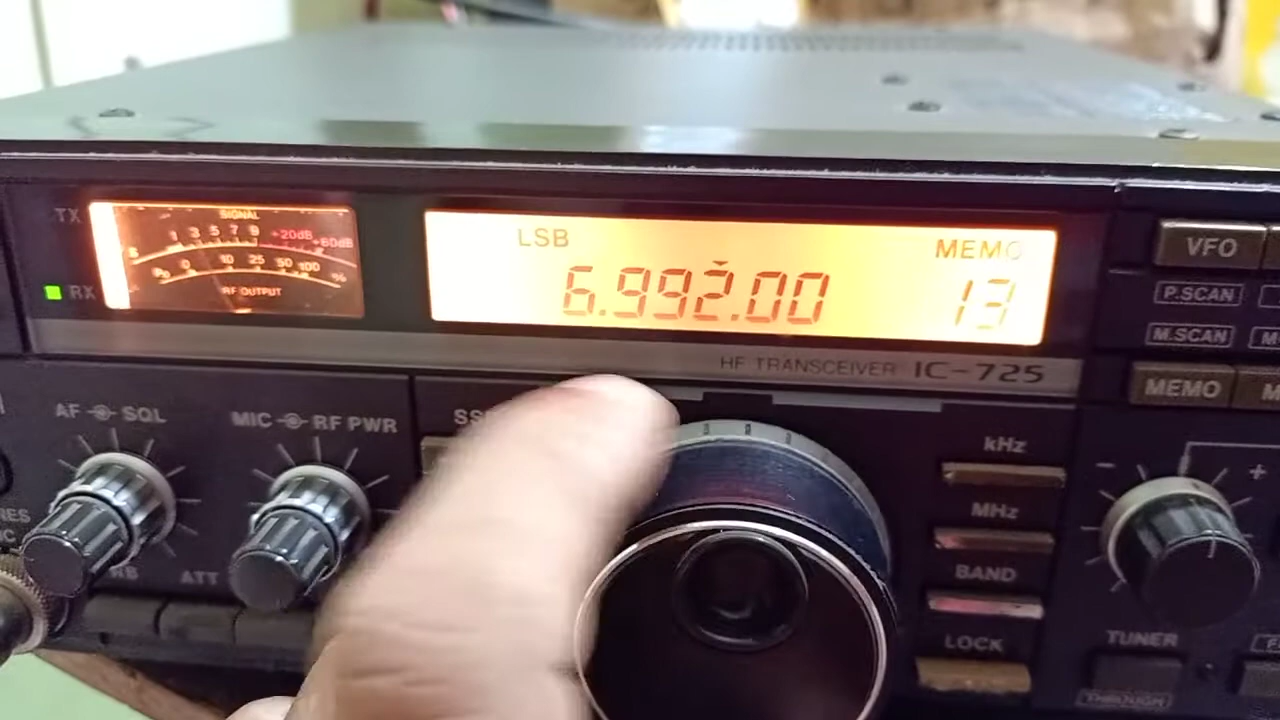 TX
SIGNAL
1 3 5 7 9 +20dB +60dB
S
Po 0 10 25 50 100 %
RF OUTPUT
RX
LSB
MEMO
6.992.00
13
VFO
P.SCAN
M.SCAN
MEMO
HF TRANSCEIVER IC-725
AF SQL
MIC RF PWR
kHz
MHz
BAND
LOCK
ATT
- +
TUNER
THROUGH